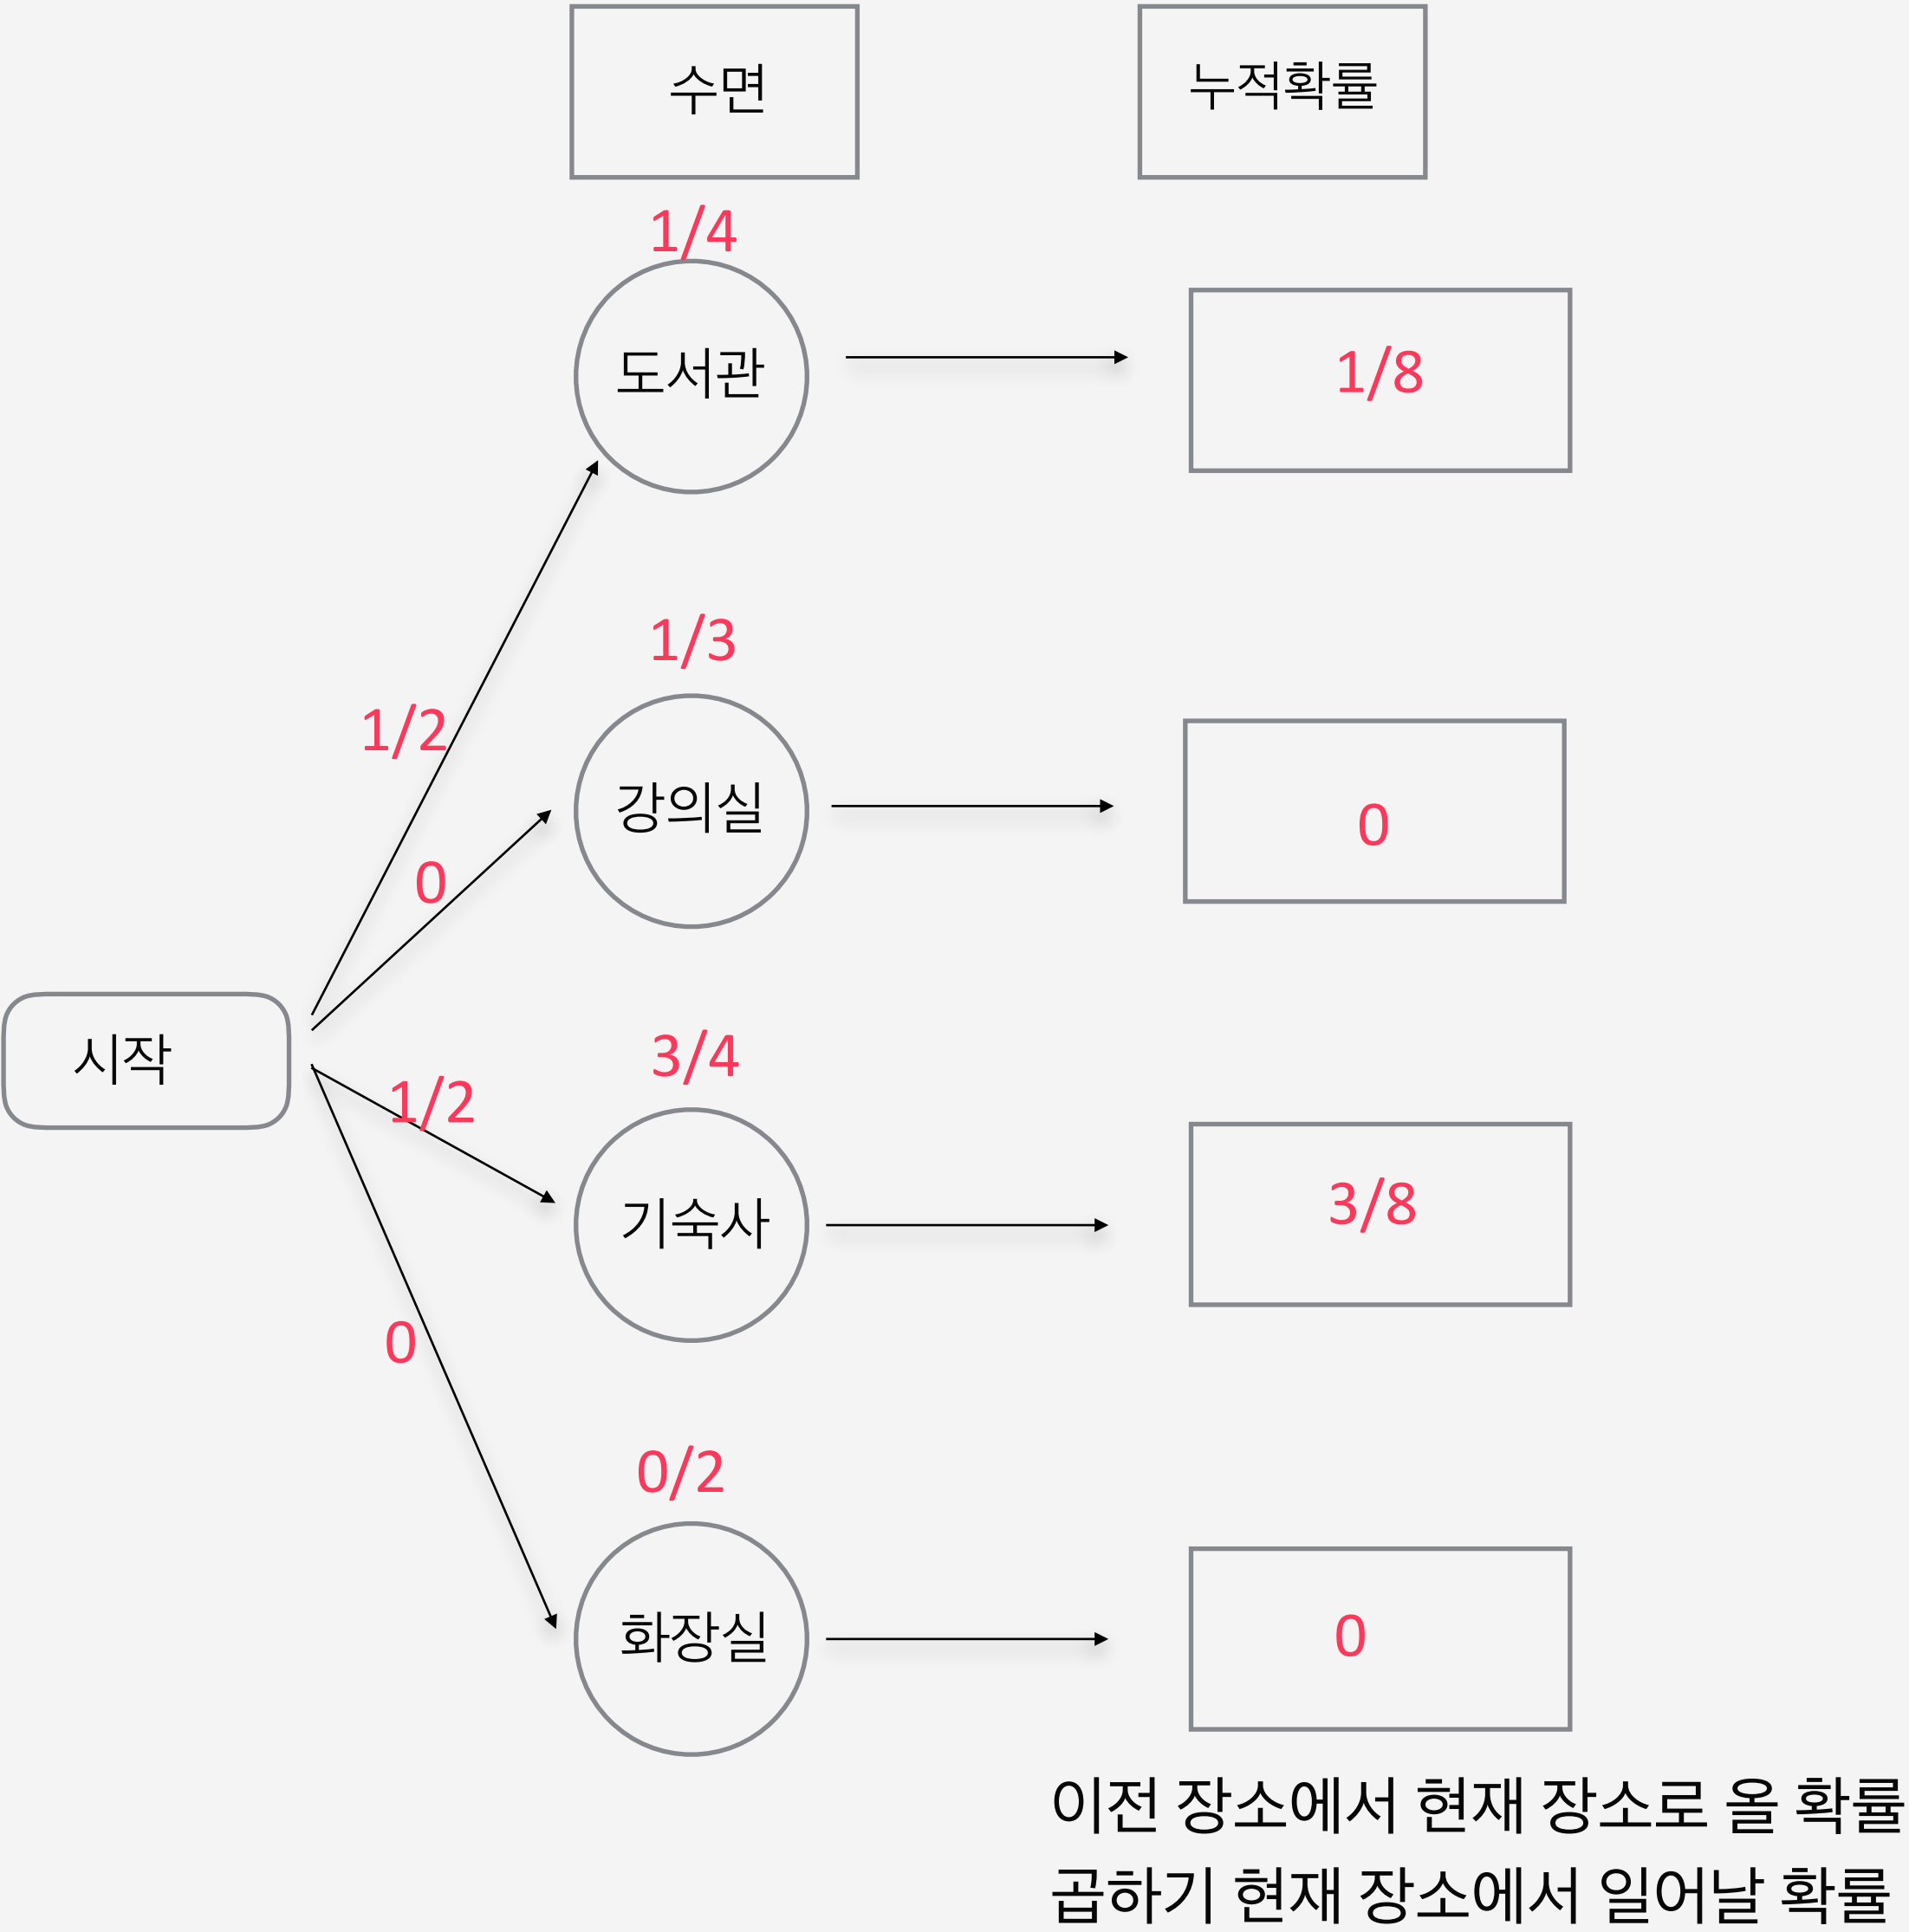 수면
누적확률
1/4
도서관
1/8
1/3
1/2
강의실
0
0
시작
3/4
1/2
기숙사
3/8
0
0/2
화장실
0
이전 장소에서 현재 장소로 올 확률
곱하기 현재 장소에서 일어날 확률